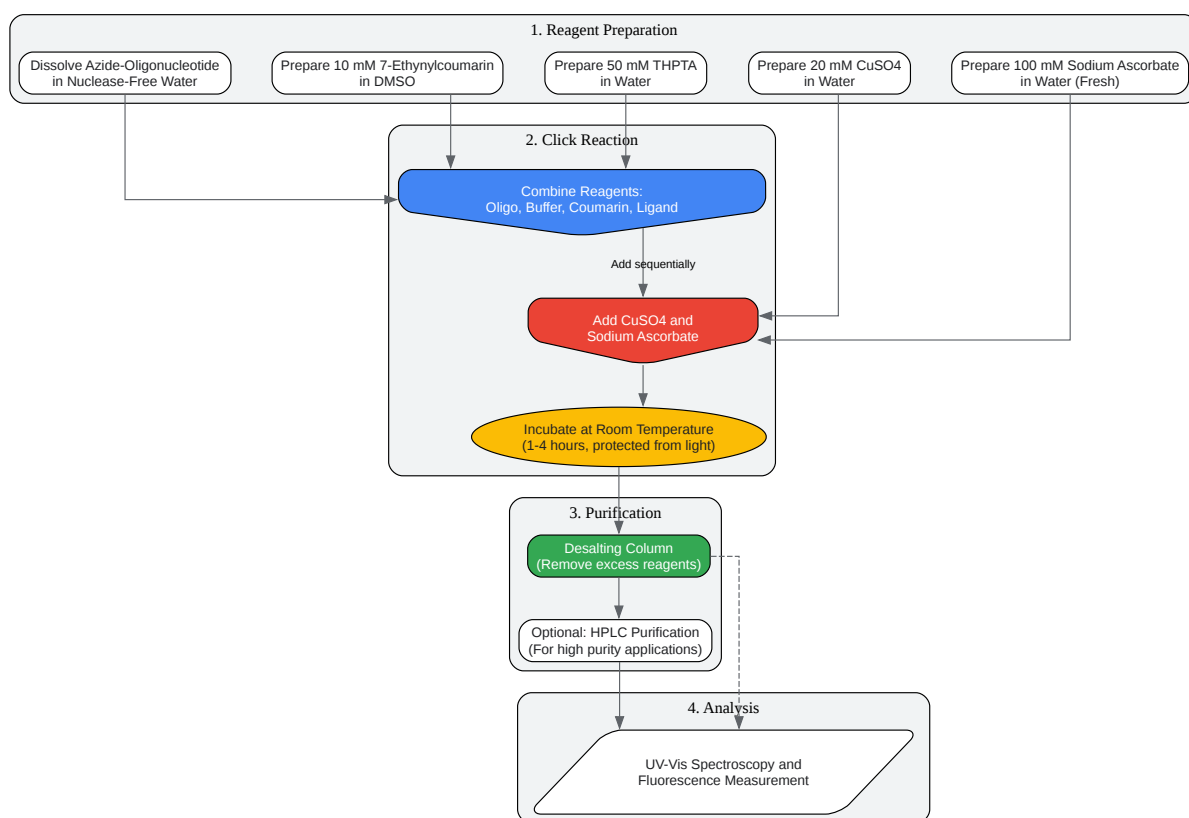 1. Reagent Preparation
Dissolve Azide-Oligonucleotide
in Nuclease-Free Water
Prepare 10 mM 7-Ethynylcoumarin
in DMSO
Prepare 50 mM THPTA
in Water
Prepare 20 mM CuSO4
in Water
Prepare 100 mM Sodium Ascorbate
in Water (Fresh)
2. Click Reaction
Combine Reagents:
Oligo, Buffer, Coumarin, Ligand
Add sequentially
Add CuSO4 and
Sodium Ascorbate
Incubate at Room Temperature
(1-4 hours, protected from light)
3. Purification
Desalting Column
(Remove excess reagents)
Optional: HPLC Purification
(For high purity applications)
4. Analysis
UV-Vis Spectroscopy and
Fluorescence Measurement